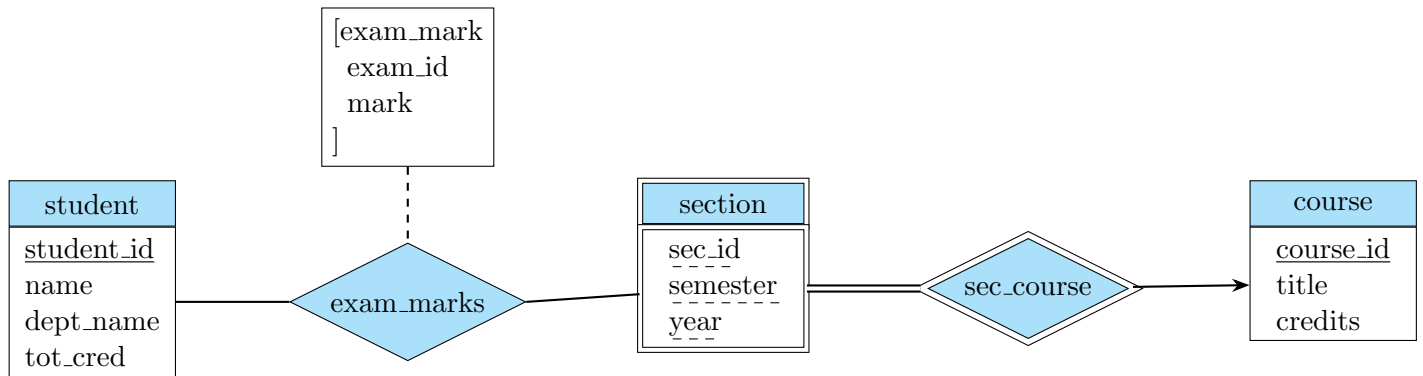 [exam_mark
exam_id
mark
]
student
student_id
name
dept_name
tot_cred
exam_marks
section
sec_id
semester
year
sec_course
course
course_id
title
credits